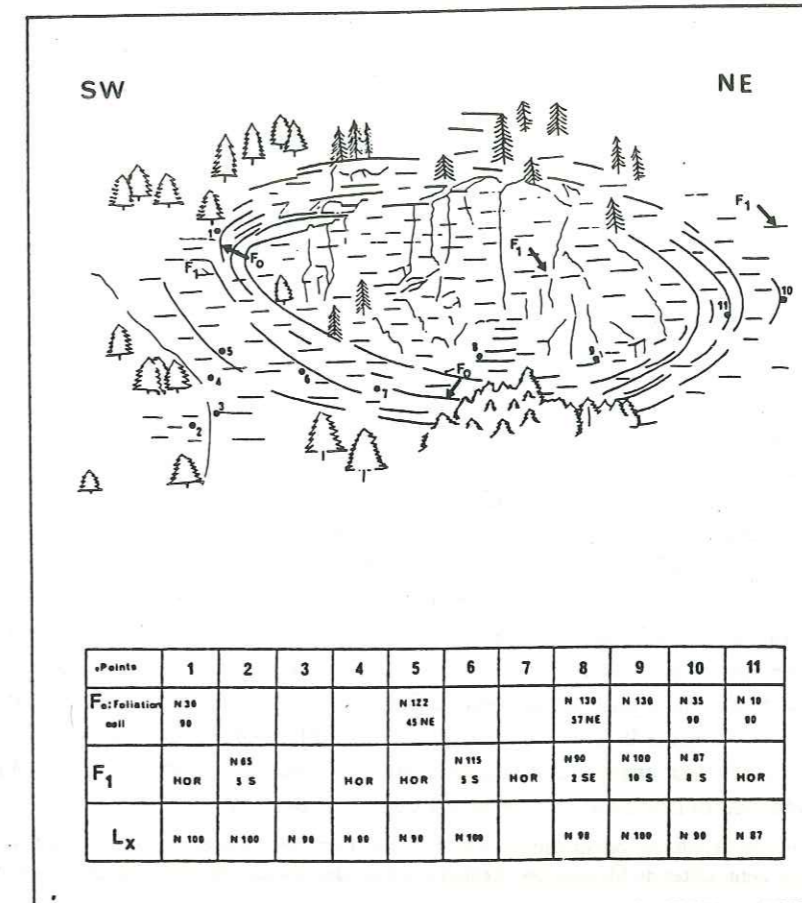 SW NE
F1
1 F0 F1
F1
10
11
5 8 9
4 6 F0
7
3
2
•Points 1 2 3 4 5 6 7 8 9 10 11
Fo:Foliation N 30 N 122 N 130 N 130 N 35 N 10
90 45 NE 57 NE 90 90
F1 HOR N 65 HOR HOR N 115 HOR N90 N 100 N 87 HOR
5 S 5 S 2 SE 10 S 8 S
Lx N 100 N 100 N 90 N 90 N 90 N 100 N 90 N 100 N 90 N 87